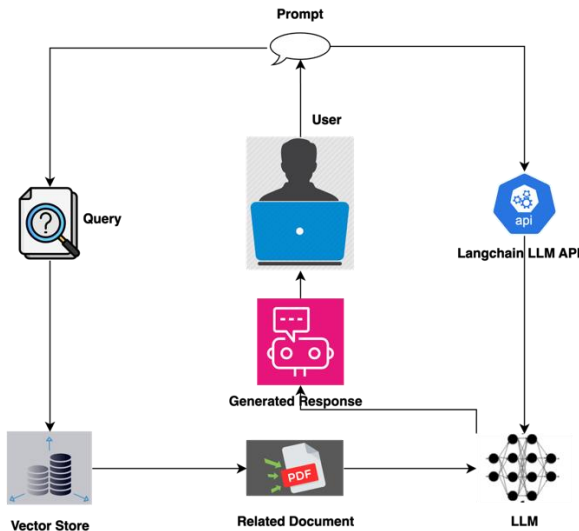 Prompt
User
?
Query
api
Langchain LLM API
Generated Response
PDF
Vector Store
Related Document
LLM